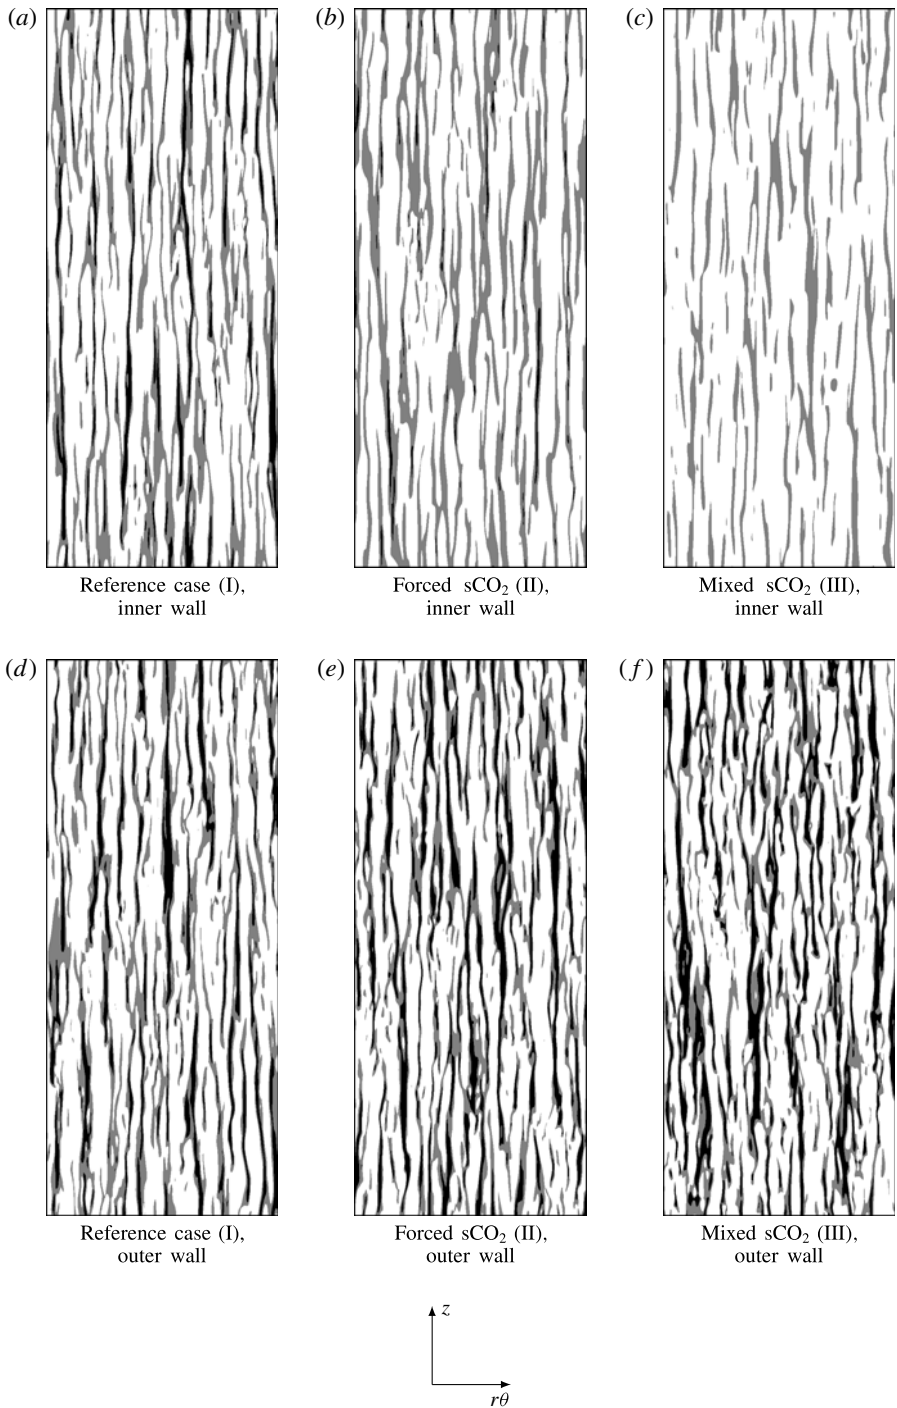 (a)
(b)
(c)
Reference case (I),
inner wall
Forced sCO₂ (II),
inner wall
Mixed sCO₂ (III),
inner wall
(d)
(e)
(f)
Reference case (I),
outer wall
Forced sCO₂ (II),
outer wall
Mixed sCO₂ (III),
outer wall
z
rθ